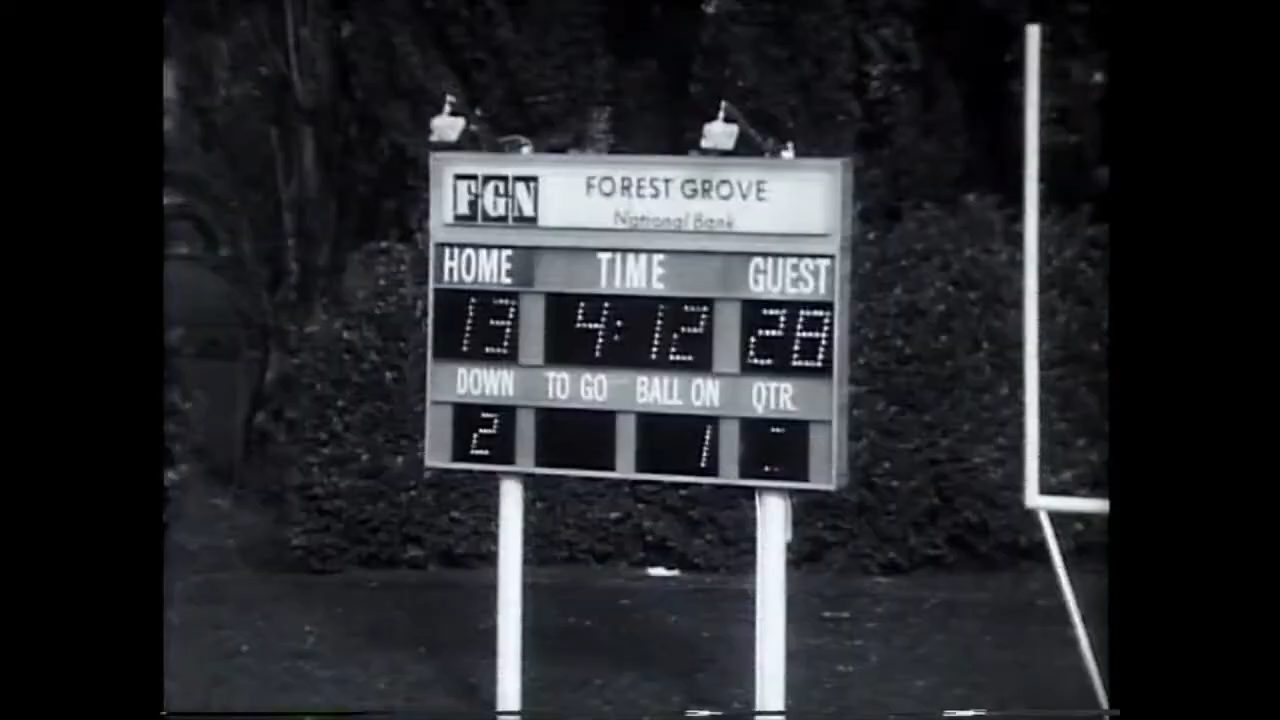 FGN FOREST GROVE
National Bank
HOME TIME GUEST
13 4:12 28
DOWN TO GO BALL ON QTR.
2 1